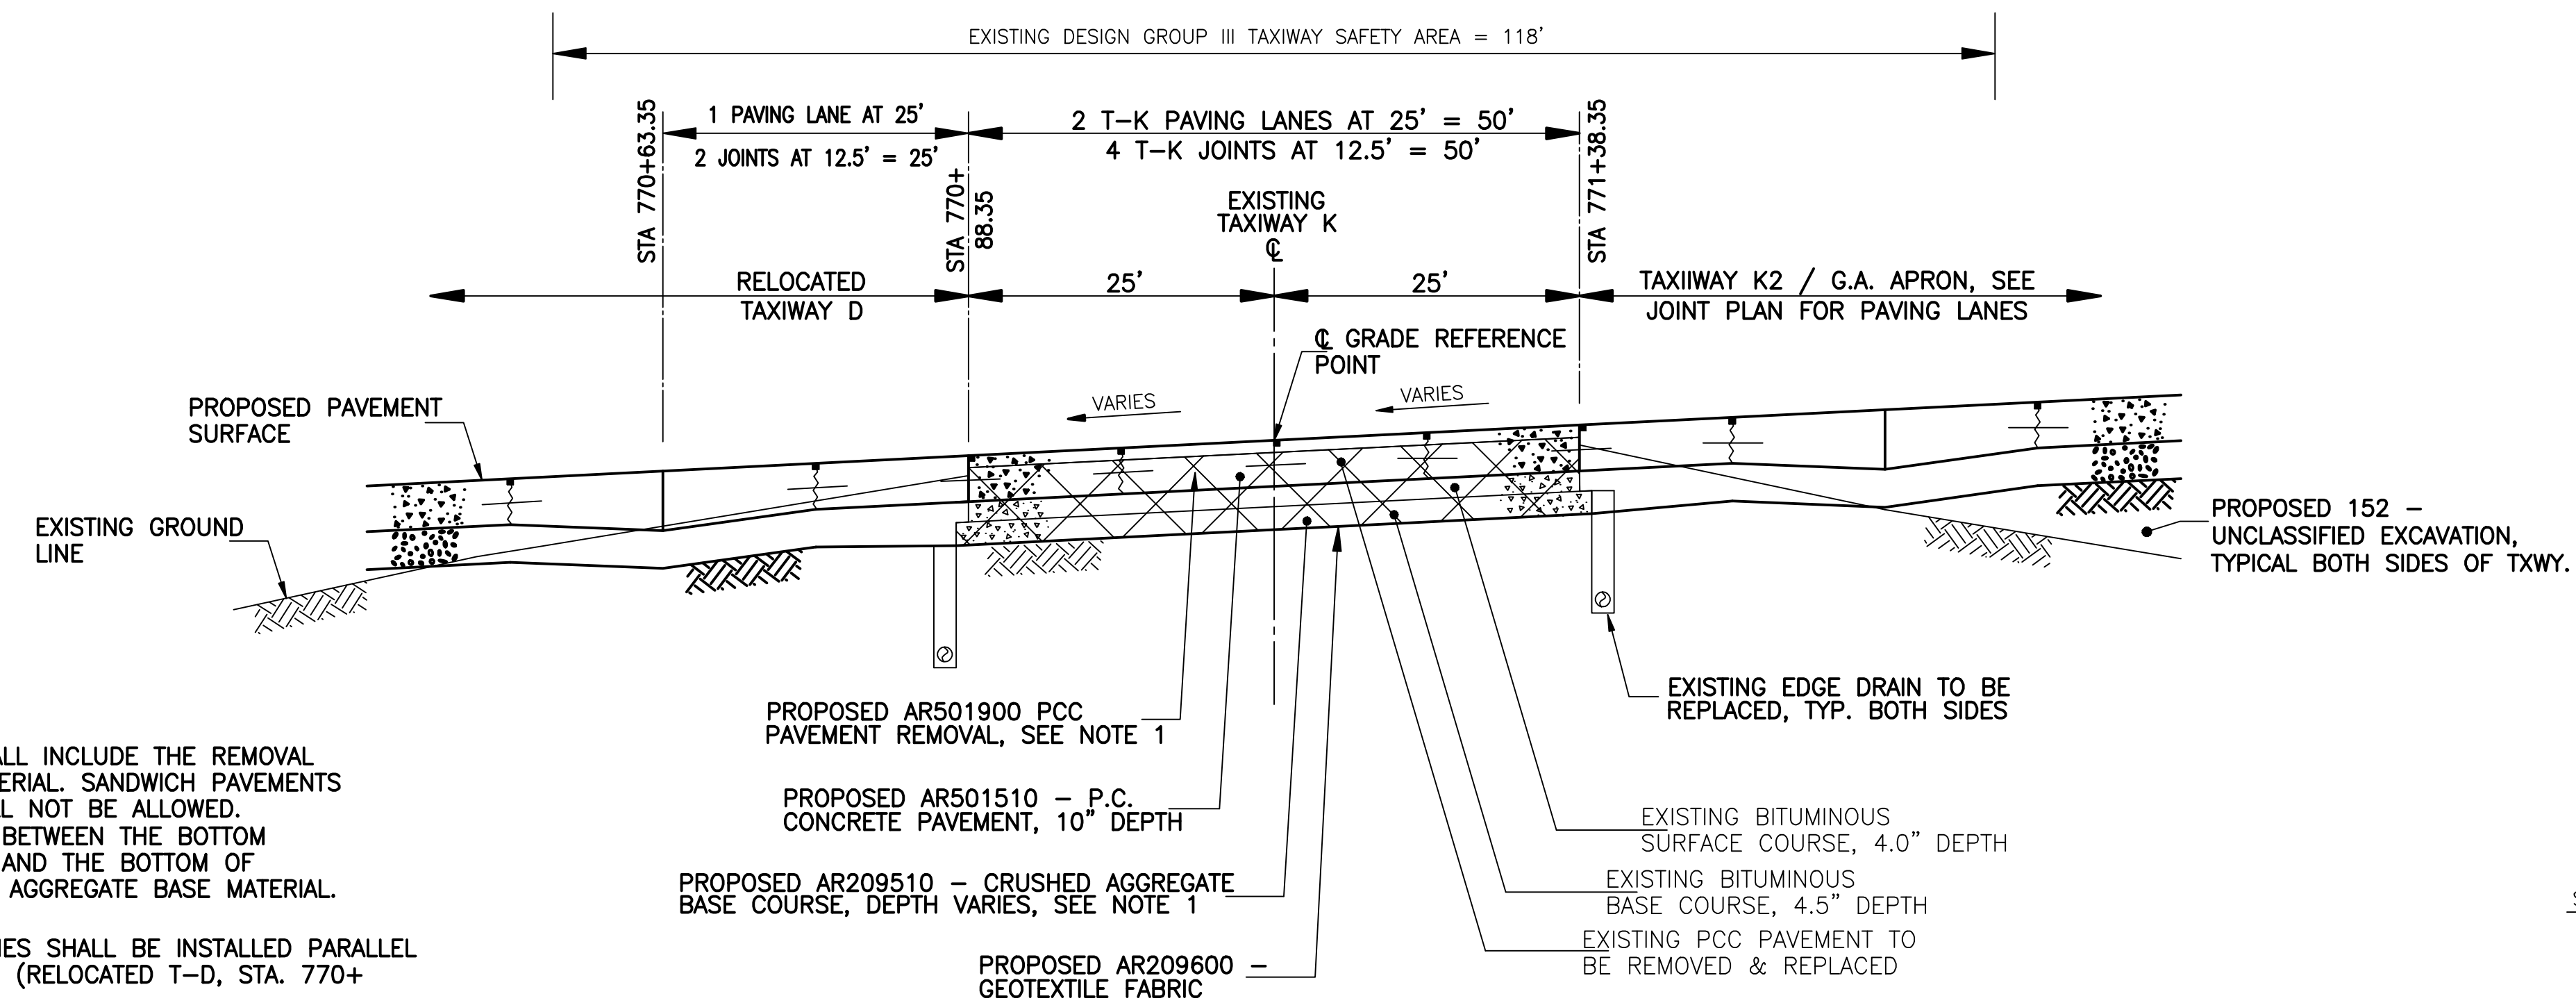 EXISTING DESIGN GROUP III TAXIWAY SAFETY AREA = 118'
STA 770+63.35
1 PAVING LANE AT 25'
2 JOINTS AT 12.5' = 25'
STA 770+
88.35
2 T-K PAVING LANES AT 25' = 50'
4 T-K JOINTS AT 12.5' = 50'
STA 771+38.35
EXISTING
TAXIWAY K
℄
RELOCATED
TAXIWAY D
25'
25'
TAXIIWAY K2 / G.A. APRON, SEE
JOINT PLAN FOR PAVING LANES
℄ GRADE REFERENCE
POINT
VARIES
VARIES
PROPOSED PAVEMENT
SURFACE
EXISTING GROUND
LINE
PROPOSED 152 –
UNCLASSIFIED EXCAVATION,
TYPICAL BOTH SIDES OF TXWY.
EXISTING EDGE DRAIN TO BE
REPLACED, TYP. BOTH SIDES
PROPOSED AR501900 PCC
PAVEMENT REMOVAL, SEE NOTE 1
PROPOSED AR501510 – P.C.
CONCRETE PAVEMENT, 10" DEPTH
PROPOSED AR209510 – CRUSHED AGGREGATE
BASE COURSE, DEPTH VARIES, SEE NOTE 1
PROPOSED AR209600 –
GEOTEXTILE FABRIC
EXISTING BITUMINOUS
SURFACE COURSE, 4.0" DEPTH
EXISTING BITUMINOUS
BASE COURSE, 4.5" DEPTH
EXISTING PCC PAVEMENT TO
BE REMOVED & REPLACED
ALL INCLUDE THE REMOVAL
ERIAL. SANDWICH PAVEMENTS
LL NOT BE ALLOWED.
BETWEEN THE BOTTOM
AND THE BOTTOM OF
AGGREGATE BASE MATERIAL.
IES SHALL BE INSTALLED PARALLEL
(RELOCATED T-D, STA. 770+